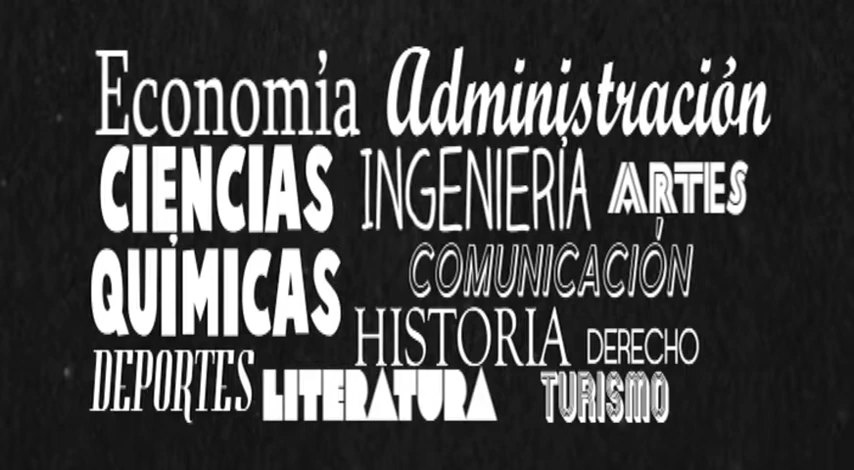 Economía Administración
CIENCIAS INGENIERÍA ARTES
QUÍMICAS COMUNICACIÓN
HISTORIA DERECHO
DEPORTES LITERATURA TURISMO